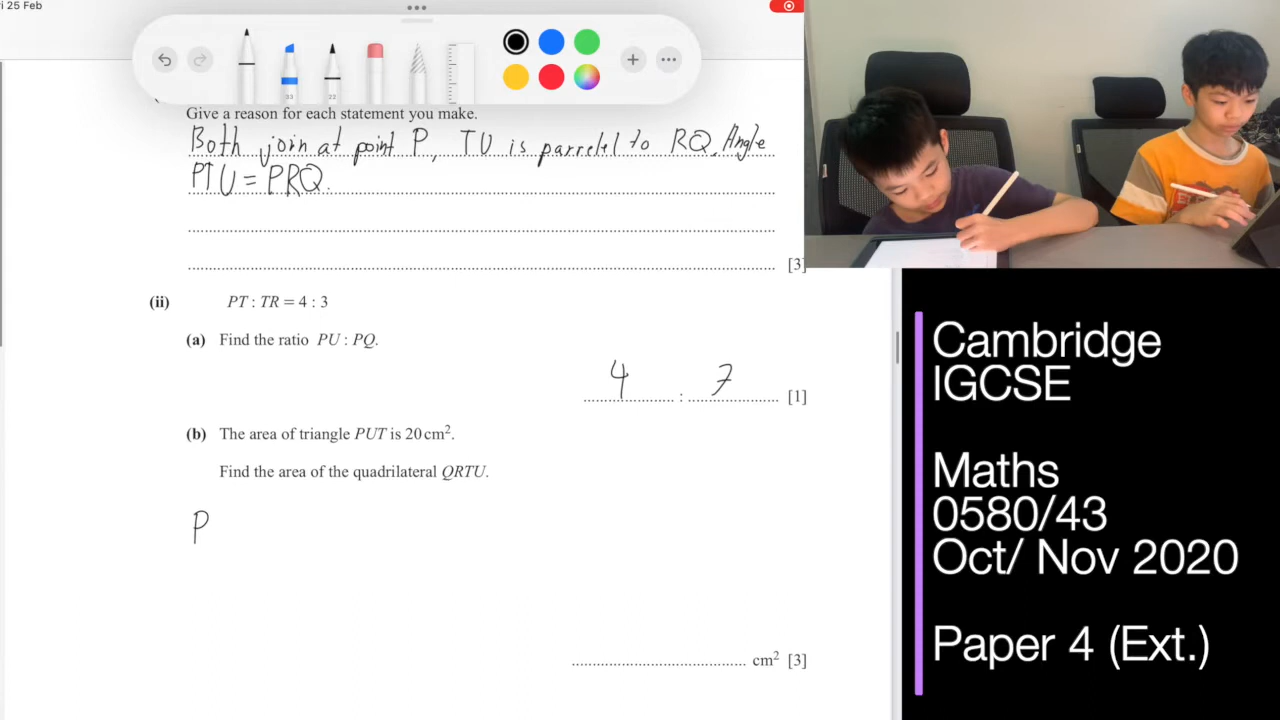 ri 25 Feb
Give a reason for each statement you make.
Both join at point P, TU is parrelel to RQ, Angle
PTU = PRQ.
[3]
(ii) PT : TR = 4 : 3
(a) Find the ratio PU : PQ.
4 : 7 [1]
(b) The area of triangle PUT is 20 cm².
Find the area of the quadrilateral QRTU.
P
cm² [3]
Cambridge
IGCSE
Maths
0580/43
Oct/ Nov 2020
Paper 4 (Ext.)